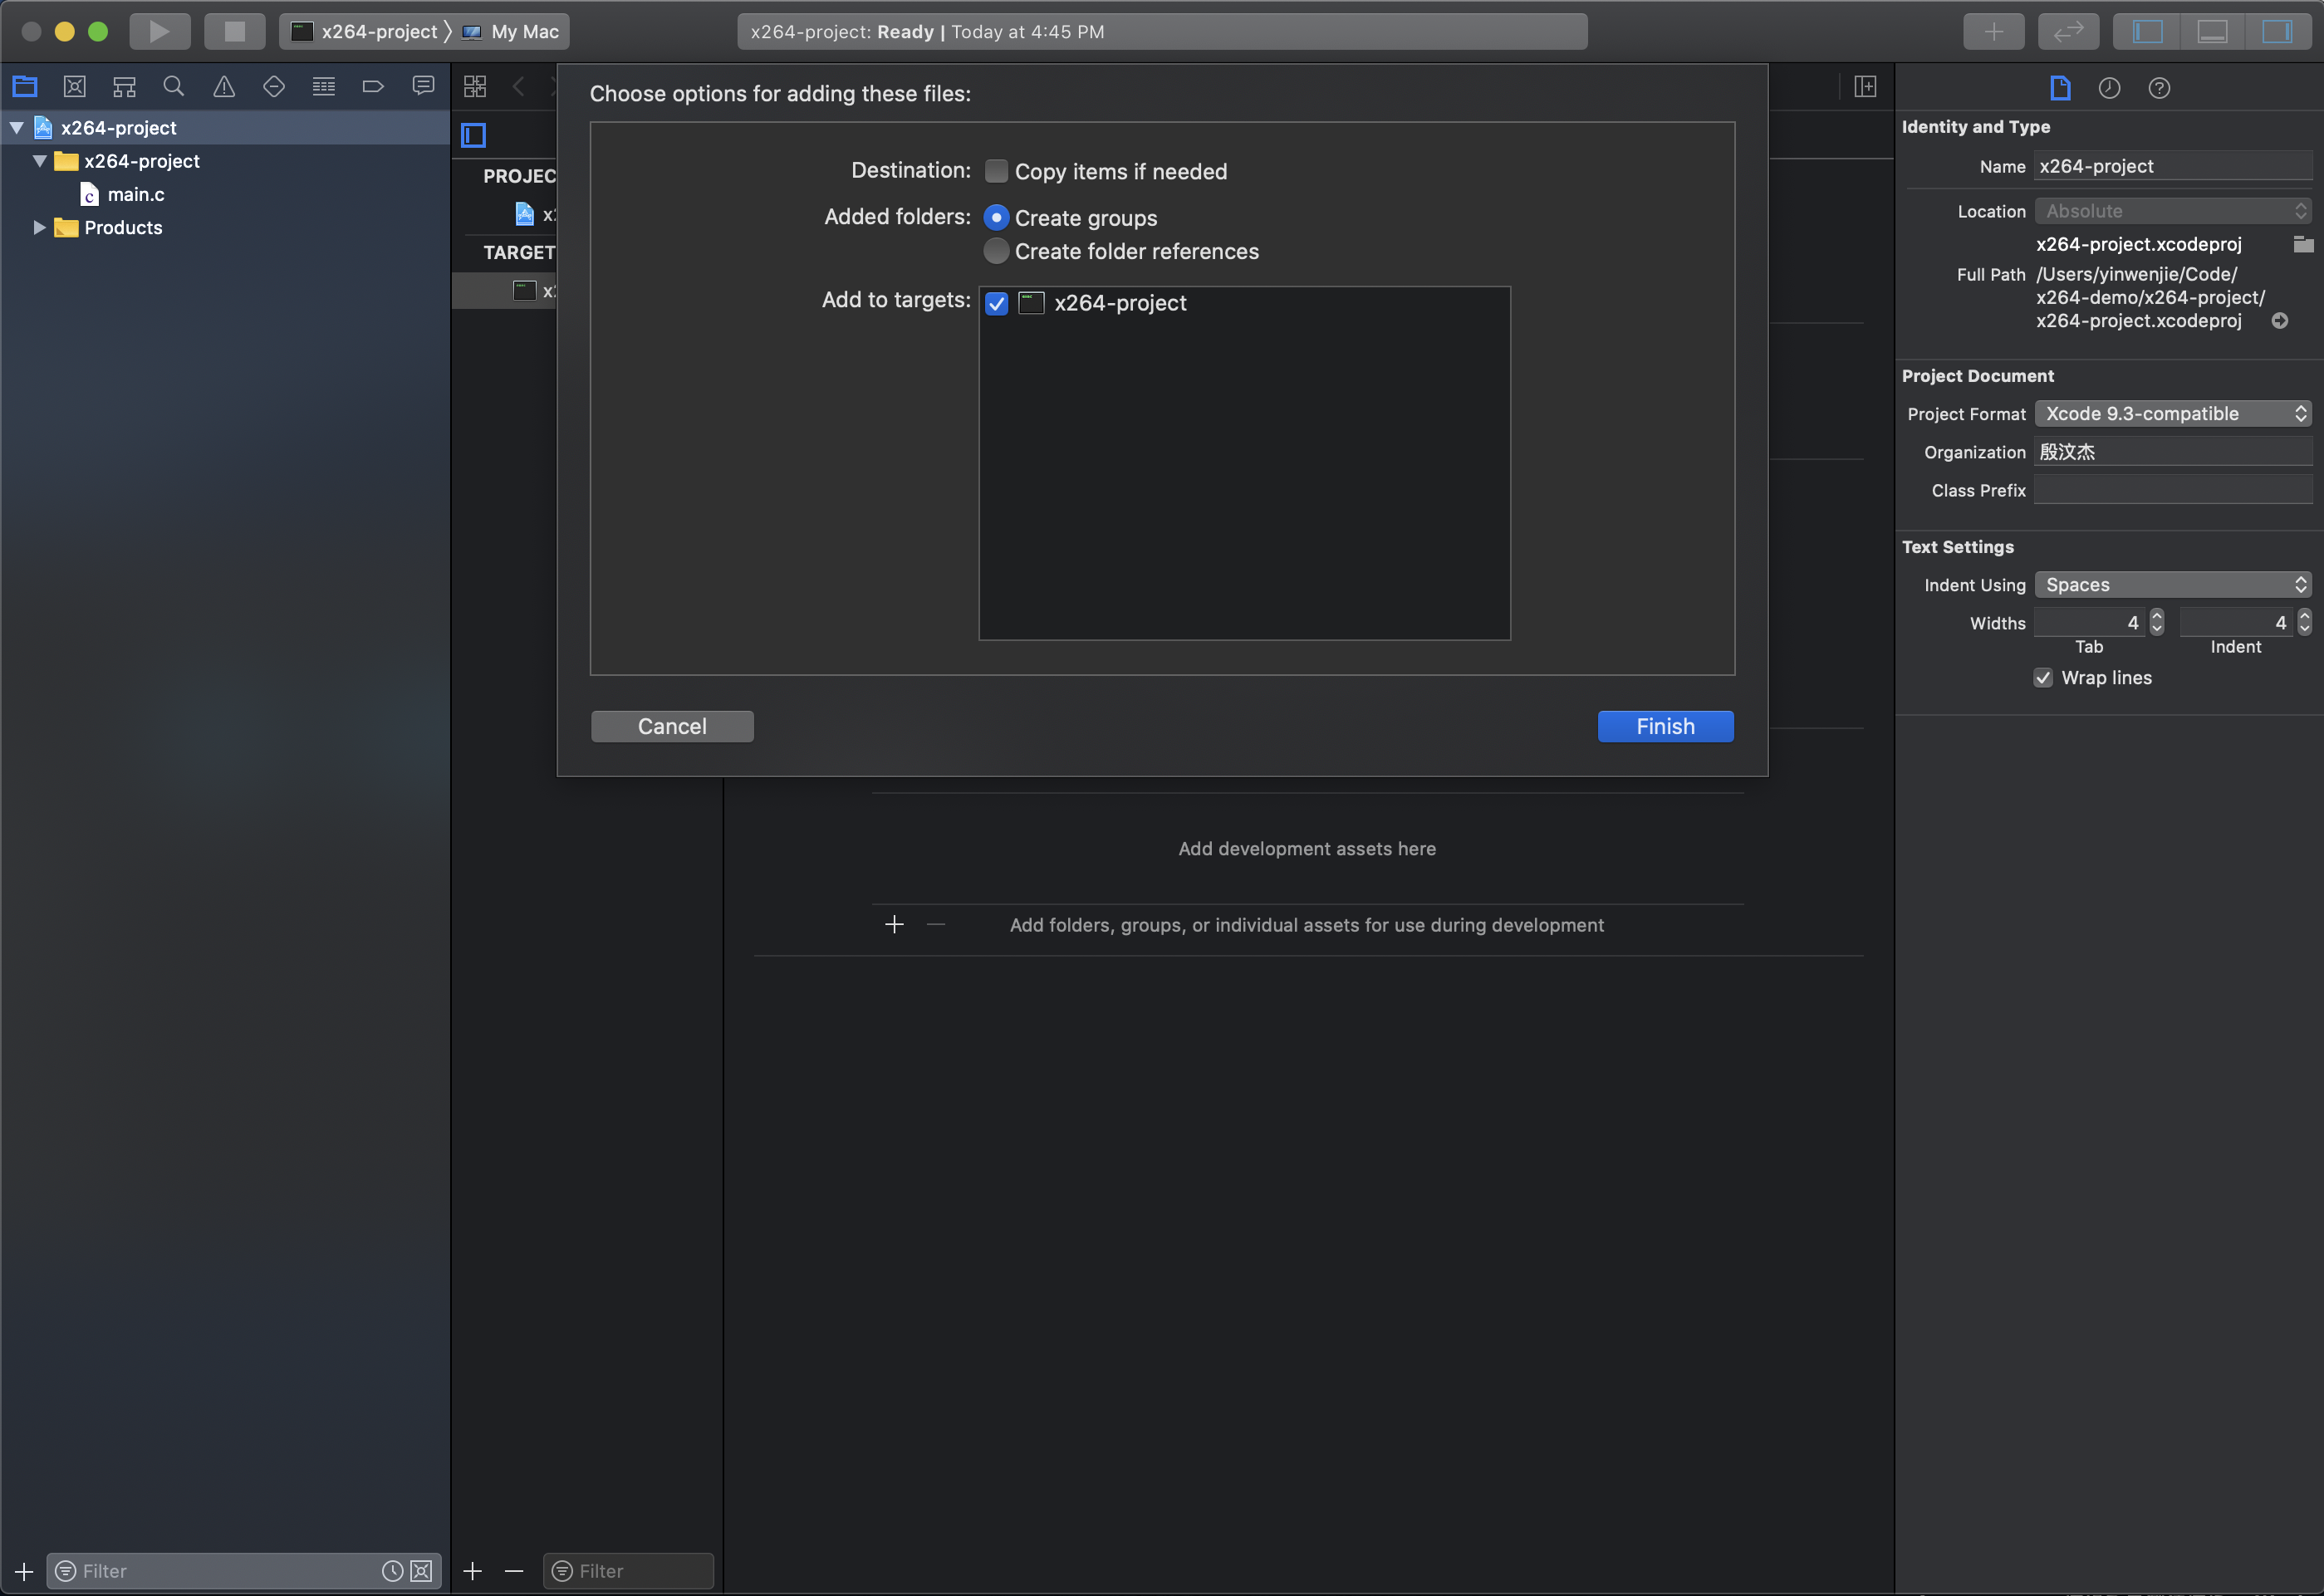 x264-project 〉 My Mac
x264-project: Ready | Today at 4:45 PM
x264-project
x264-project
main.c
Products
Choose options for adding these files:
Destination: Copy items if needed
Added folders: Create groups
Create folder references
Add to targets: x264-project
Cancel
Finish
Add development assets here
Add folders, groups, or individual assets for use during development
Filter
Filter
Identity and Type
Name x264-project
Location Absolute
x264-project.xcodeproj
Full Path /Users/yinwenjie/Code/
x264-demo/x264-project/
x264-project.xcodeproj
Project Document
Project Format Xcode 9.3-compatible
Organization 殷汶杰
Class Prefix
Text Settings
Indent Using Spaces
Widths 4 4
Tab Indent
Wrap lines